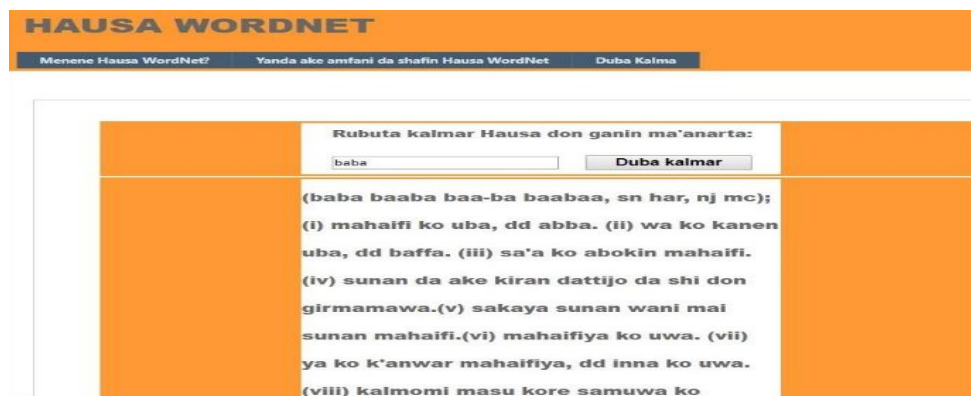 HAUSA WORDNET
Menene Hausa WordNet? Yanda ake amfani da shafin Hausa WordNet Duba Kalma
Rubuta kalmar Hausa don ganin ma'anarta:
baba Duba kalmar
(baba baaba baa-ba baabaa, sn har, nj mc);
(i) mahaifi ko uba, dd abba. (ii) wa ko kanen
uba, dd baffa. (iii) sa'a ko abokin mahaifi.
(iv) sunan da ake kiran dattijo da shi don
girmamawa.(v) sakaya sunan wani mai
sunan mahaifi.(vi) mahaifiya ko uwa. (vii)
ya ko k'anwar mahaifiya, dd inna ko uwa.
(viii) kalmomi masu kore samuwa ko